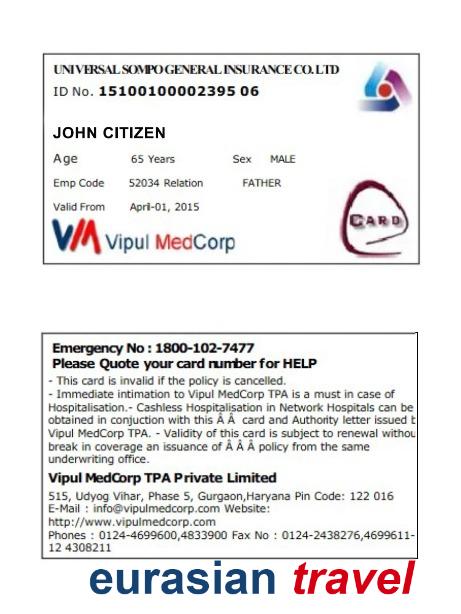 UNIVERSAL SOMPO GENERAL INSURANCE CO. LTD
ID No. 15100100002395 06
JOHN CITIZEN
Age 65 Years Sex MALE
Emp Code 52034 Relation FATHER
Valid From April-01, 2015
CARD
VM Vipul MedCorp
Emergency No : 1800-102-7477
Please Quote your card number for HELP
- This card is invalid if the policy is cancelled.
- Immediate intimation to Vipul MedCorp TPA is a must in case of
Hospitalisation.- Cashless Hospitalisation in Network Hospitals can be
obtained in conjuction with this Â Â card and Authority letter issued b
Vipul MedCorp TPA. - Validity of this card is subject to renewal withou
break in coverage an issuance of Â Â Â policy from the same
underwriting office.
Vipul MedCorp TPA Private Limited
515, Udyog Vihar, Phase 5, Gurgaon,Haryana Pin Code: 122 016
E-Mail : info@vipulmedcorp.com Website:
http://www.vipulmedcorp.com
Phones : 0124-4699600,4833900 Fax No : 0124-2438276,4699611-
12 4308211
eurasian travel